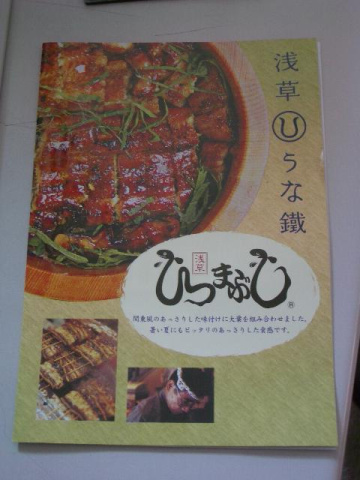 浅草 ひ うな鐵
浅草
ひつまぶし
®
関東風のあっさりした味付けに大葉を組み合わせました。
暑い夏にもピッタリのあっさりした食感です。